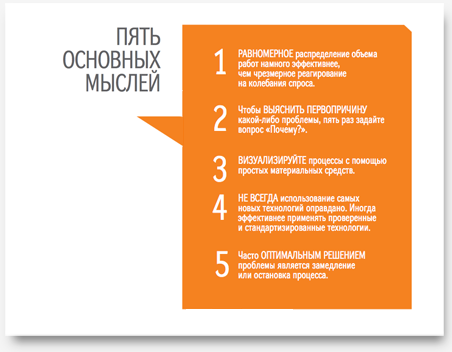 ПЯТЬ
ОСНОВНЫХ
МЫСЛЕЙ
1 РАВНОМЕРНОЕ распределение объема
работ намного эффективнее,
чем чрезмерное реагирование
на колебания спроса.
2 Чтобы ВЫЯСНИТЬ ПЕРВОПРИЧИНУ
какой-либо проблемы, пять раз задайте
вопрос «Почему?».
3 ВИЗУАЛИЗИРУЙТЕ процессы с помощью
простых материальных средств.
4 НЕ ВСЕГДА использование самых
новых технологий оправдано. Иногда
эффективнее применять проверенные
и стандартизированные технологии.
5 Часто ОПТИМАЛЬНЫМ РЕШЕНИЕМ
проблемы является замедление
или остановка процесса.